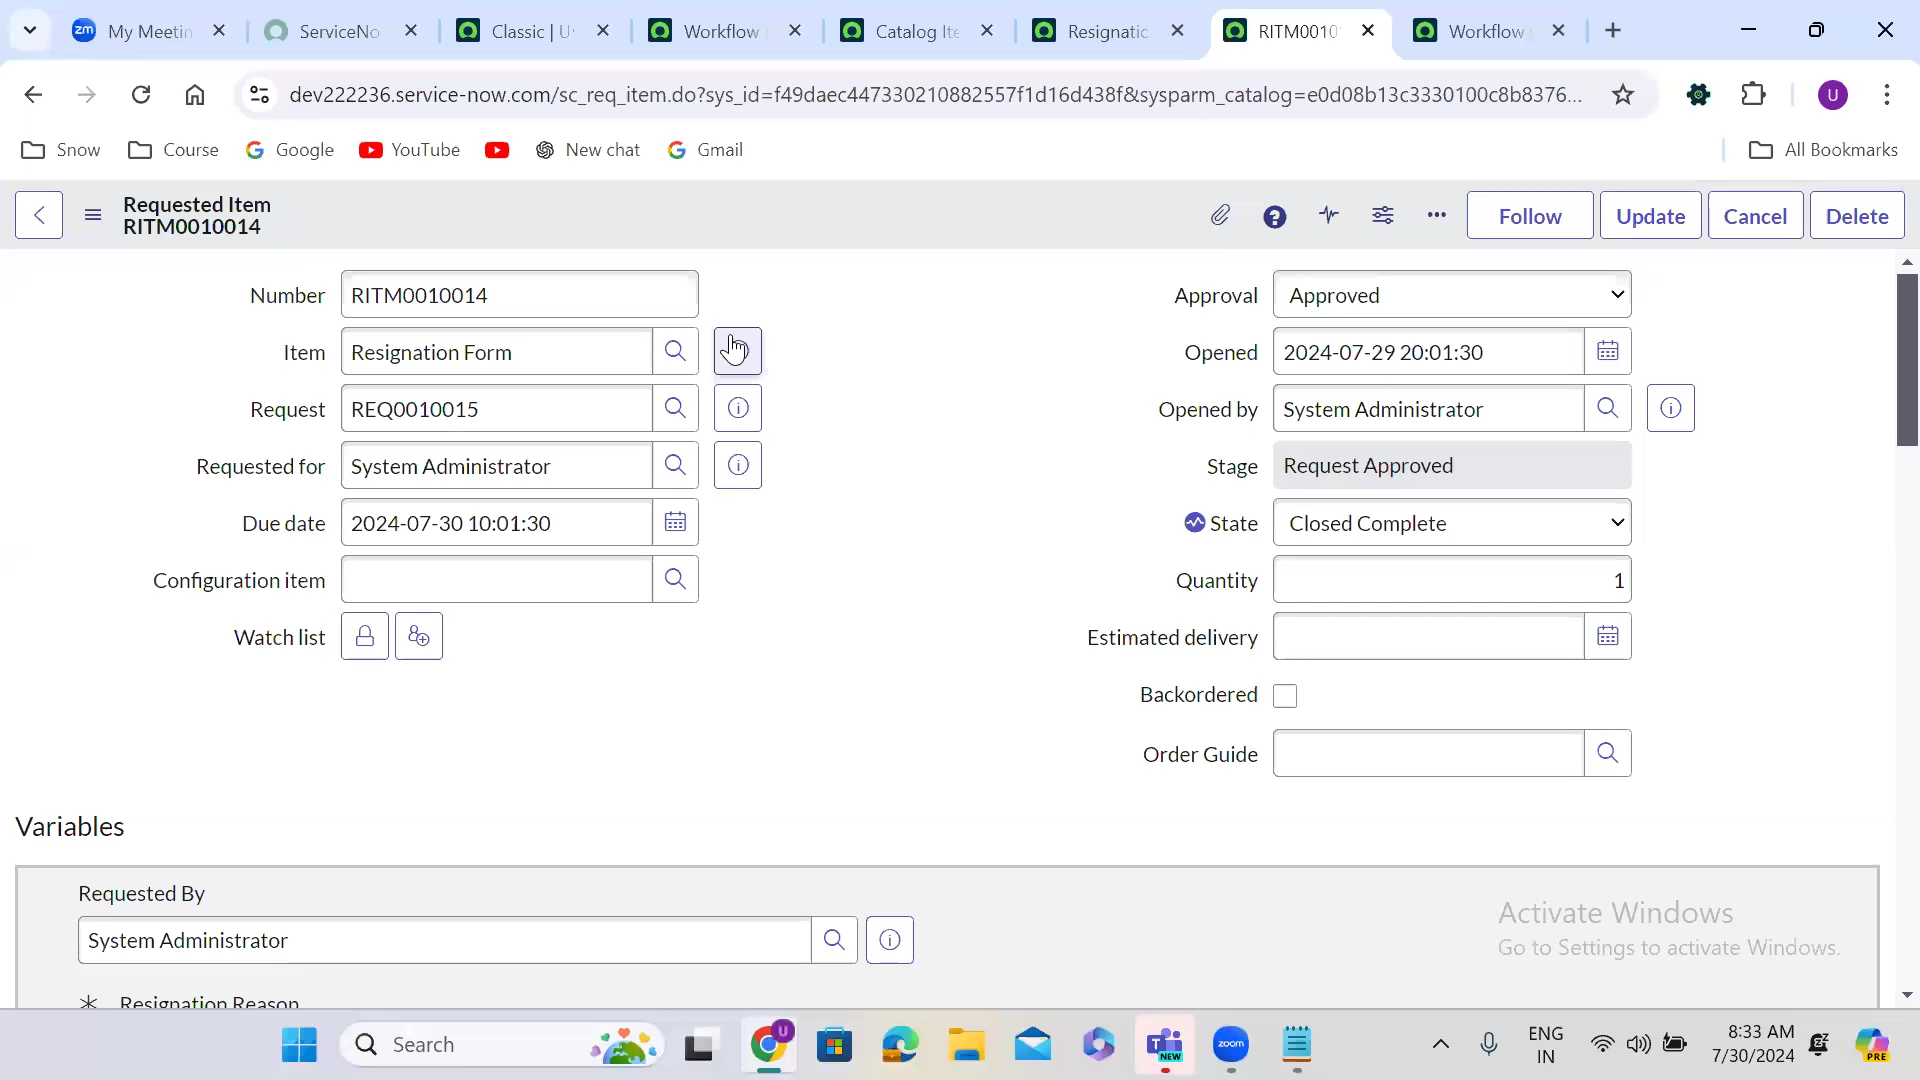 zm My Meetin
ServiceNo
Classic | U
Workflow
Catalog Ite
Resignatic
RITM0010
Workflow
dev222236.service-now.com/sc_req_item.do?sys_id=f49daec447330210882557f1d16d438f&sysparm_catalog=e0d08b13c3330100c8b8376...
U
Snow
Course
Google
YouTube
New chat
Gmail
All Bookmarks
Requested Item
RITM0010014
Follow
Update
Cancel
Delete
Number RITM0010014
Approval Approved
Item Resignation Form
Opened 2024-07-29 20:01:30
Request REQ0010015
Opened by System Administrator
Requested for System Administrator
Stage Request Approved
Due date 2024-07-30 10:01:30
State Closed Complete
Configuration item
Quantity 1
Watch list
Estimated delivery
Backordered
Order Guide
Variables
Requested By
System Administrator
Activate Windows
Go to Settings to activate Windows.
Resignation Reason
Search
U
NEW
zoom
ENG
IN
8:33 AM
7/30/2024
PRE